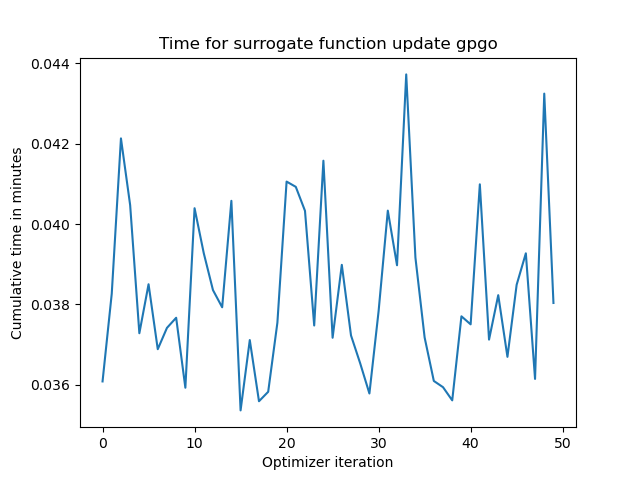 Time for surrogate function update gpgo
0.044
0.042
0.040
0.038
0.036
Cumulative time in minutes
0 10 20 30 40 50
Optimizer iteration